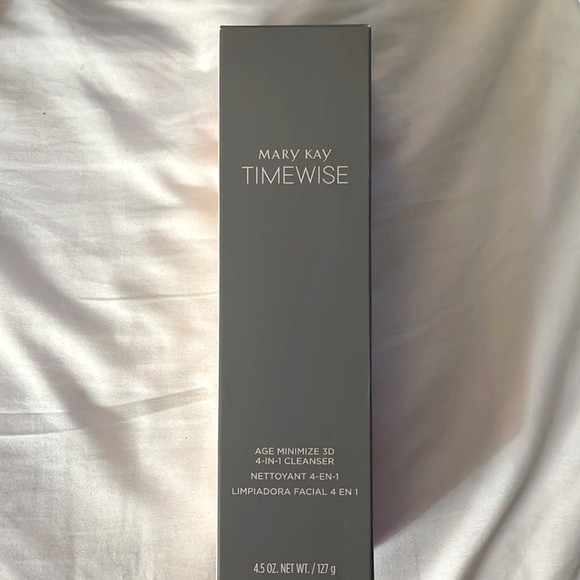 MARY KAY
TIMEWISE
AGE MINIMIZE 3D
4-IN-1 CLEANSER
NETTOYANT 4-EN-1
LIMPIADORA FACIAL 4 EN 1
4.5 OZ. NET WT. / 127 g